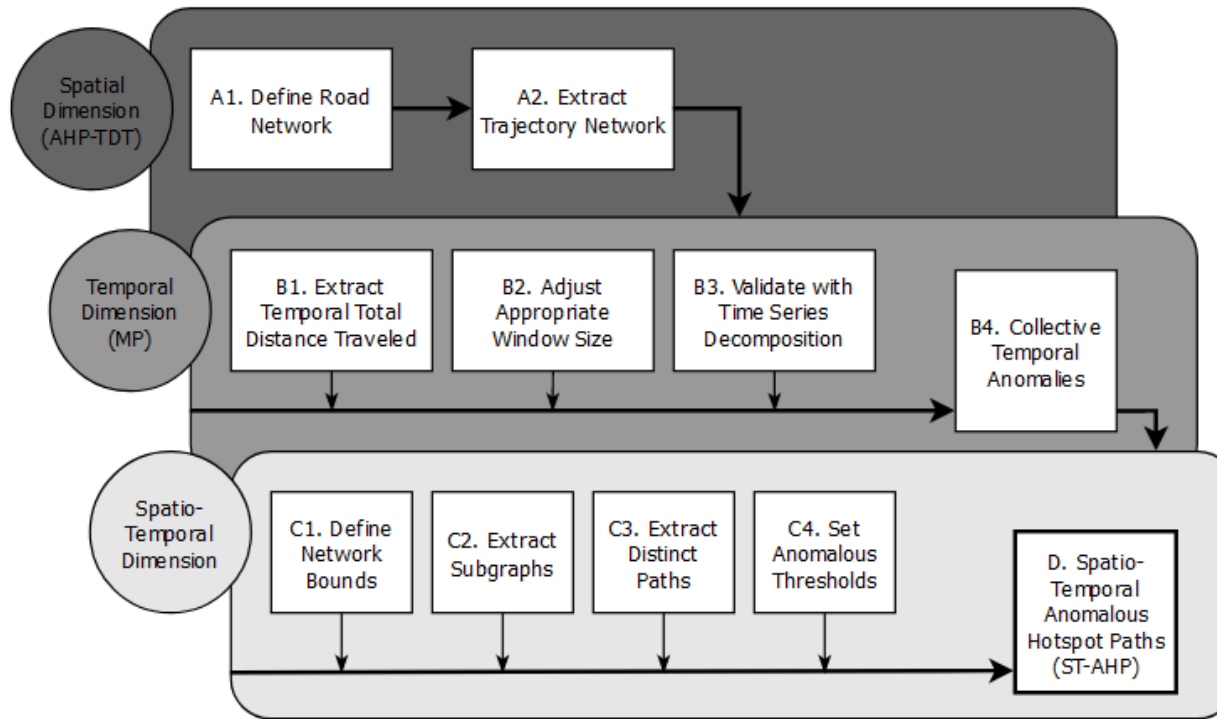 Spatial
Dimension
(AHP-TDT)
A1. Define Road
Network
A2. Extract
Trajectory Network
Temporal
Dimension
(MP)
B1. Extract
Temporal Total
Distance Traveled
B2. Adjust
Appropriate
Window Size
B3. Validate with
Time Series
Decomposition
B4. Collective
Temporal
Anomalies
Spatio-
Temporal
Dimension
C1. Define
Network
Bounds
C2. Extract
Subgraphs
C3. Extract
Distinct
Paths
C4. Set
Anomalous
Thresholds
D. Spatio-
Temporal
Anomalous
Hotspot Paths
(ST-AHP)